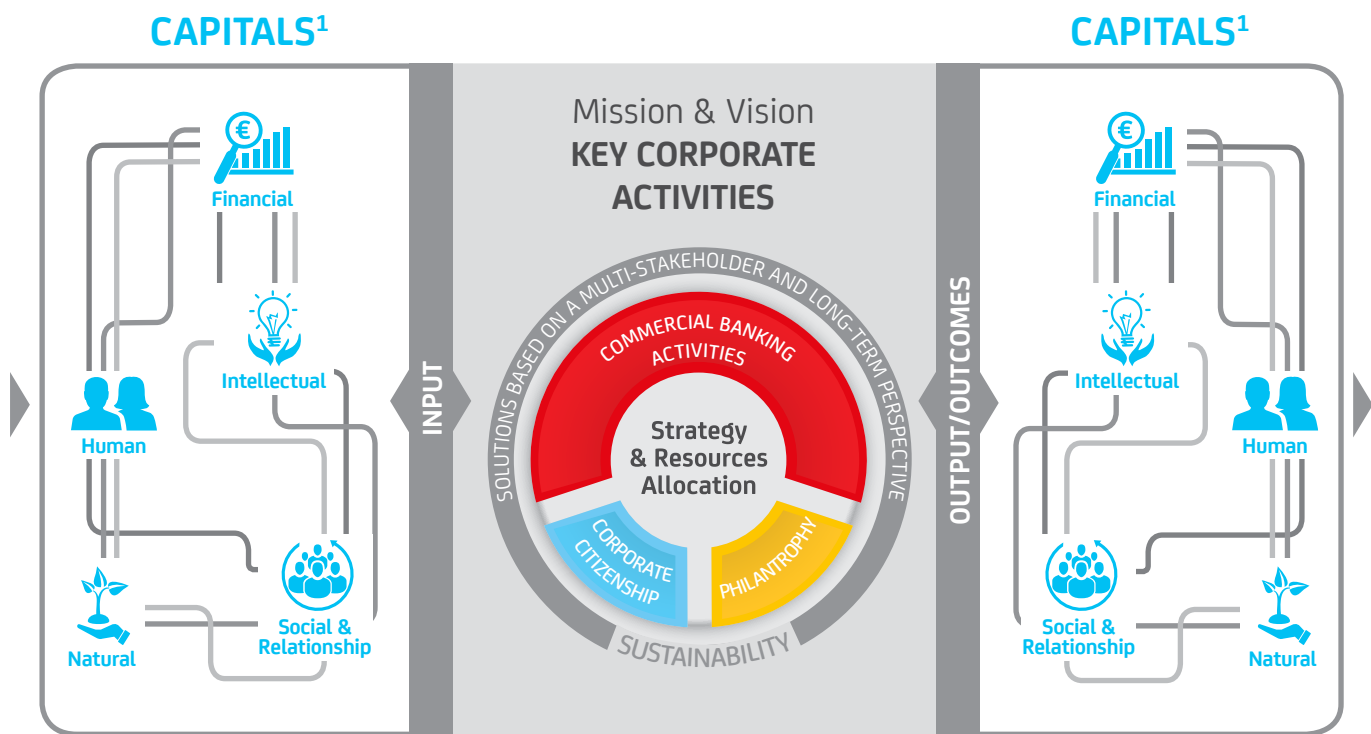 CAPITALS¹
Financial
€
Intellectual
Human
Social &
Relationship
Natural
INPUT
Mission & Vision
KEY CORPORATE
ACTIVITIES
SOLUTIONS BASED ON A MULTI-STAKEHOLDER AND LONG-TERM PERSPECTIVE
COMMERCIAL BANKING
ACTIVITIES
Strategy
& Resources
Allocation
CORPORATE
CITIZENSHIP
PHILANTROPHY
SUSTAINABILITY
OUTPUT/OUTCOMES
CAPITALS¹
€
Financial
Intellectual
Human
Social &
Relationship
Natural